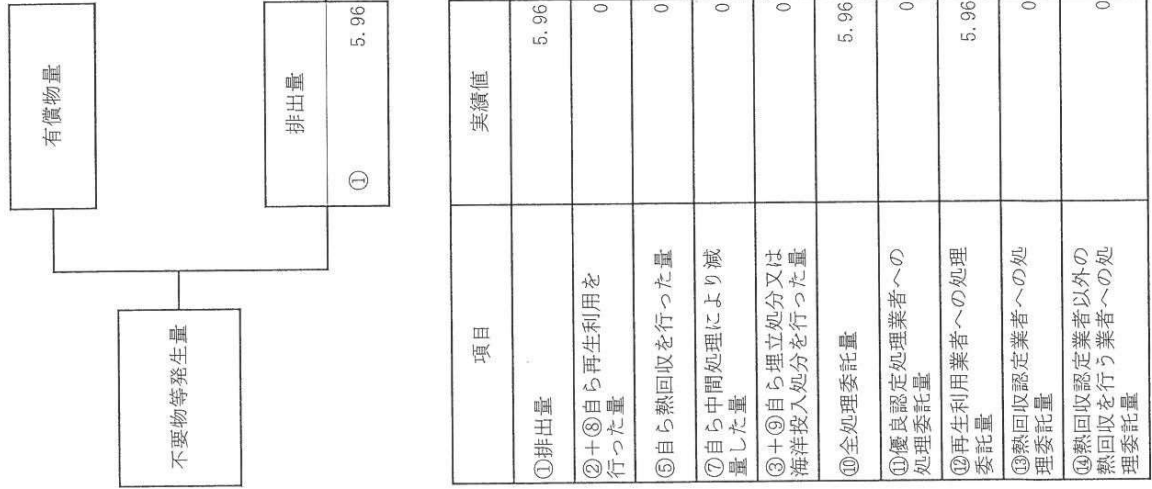 有償物量
不要物等発生量
排出量
①
5.96
項目
実績値
①排出量
5.96
②+⑧自ら再生利用を
行った量
0
⑤自ら熱回収を行った量
0
⑦自ら中間処理により減
量した量
0
③+⑨自ら埋立処分又は
海洋投入処分を行った量
0
⑩全処理委託量
5.96
⑪優良認定処理業者への
処理委託量
0
⑫再生利用業者への処理
委託量
5.96
⑬熱回収認定業者への処
理委託量
0
⑭熱回収認定業者以外の
熱回収を行う業者への処
理委託量
0